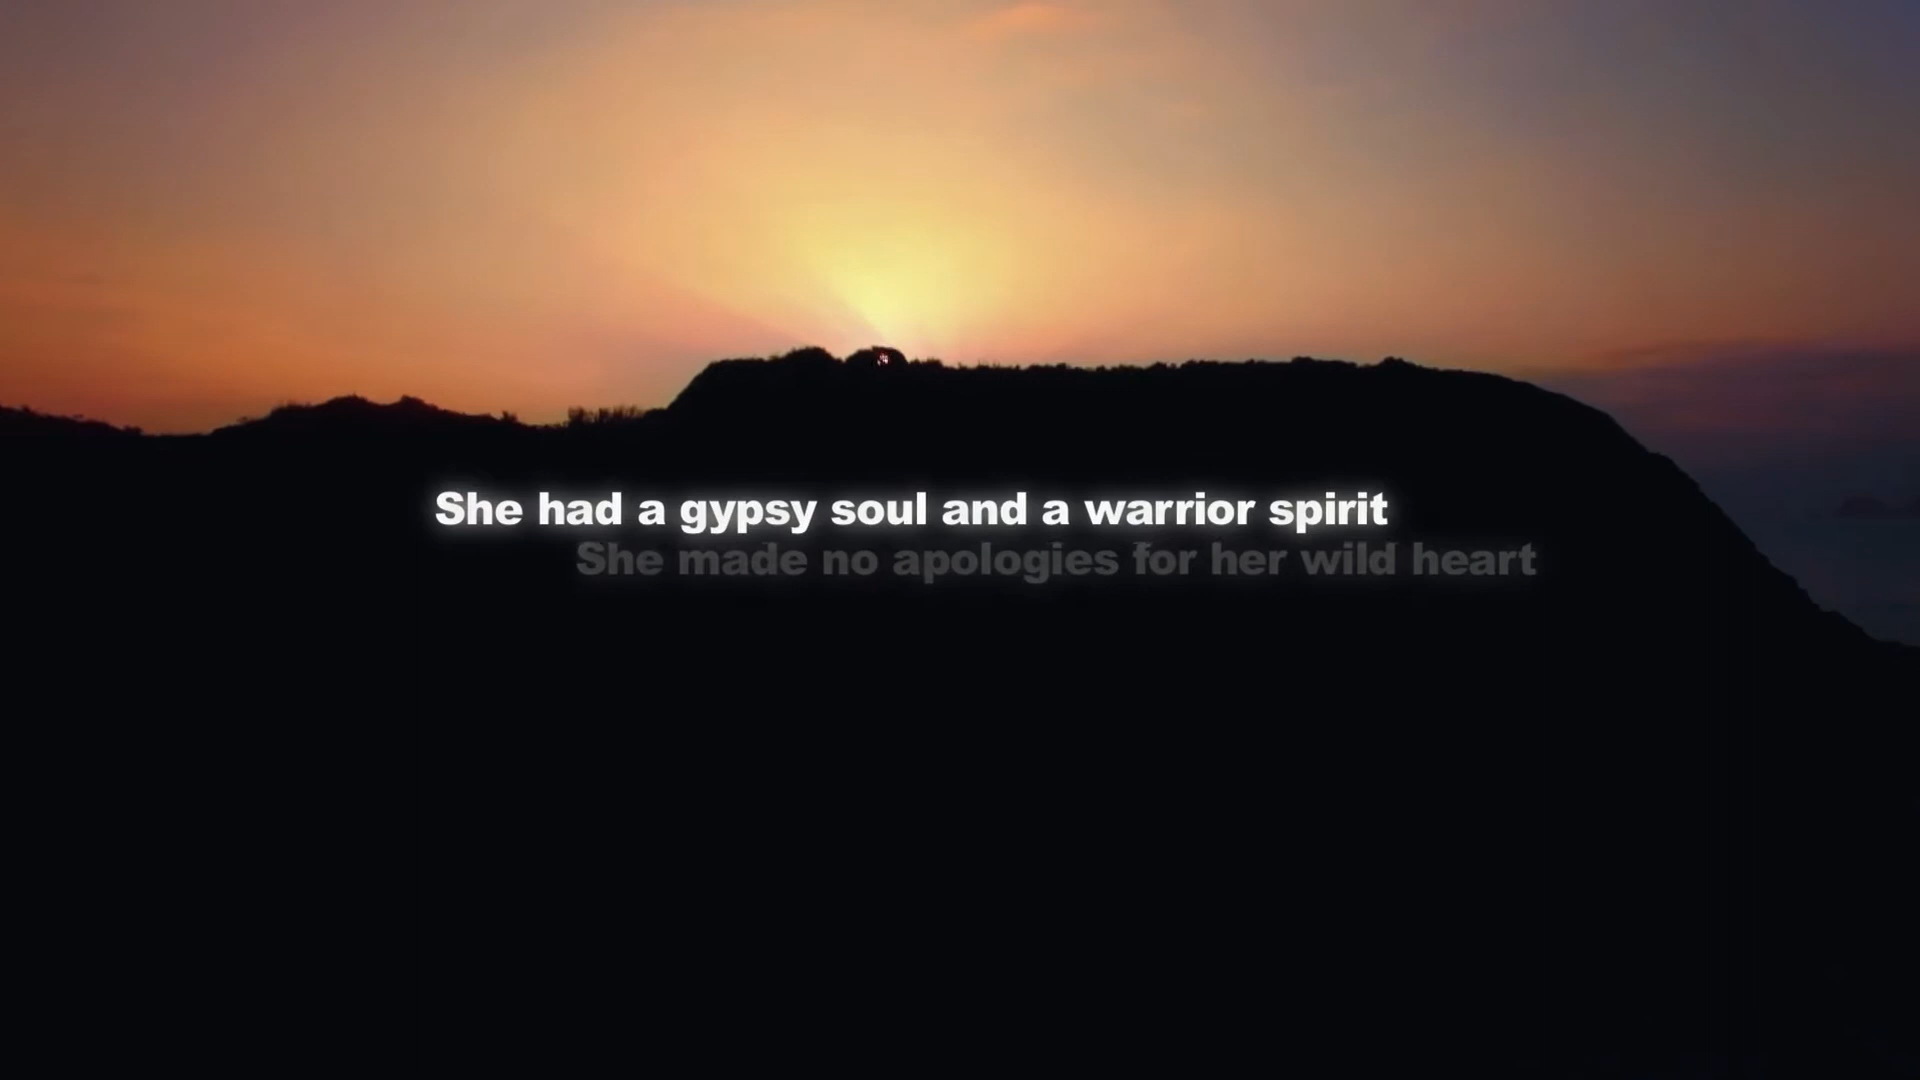 She had a gypsy soul and a warrior spirit
She made no apologies for her wild heart